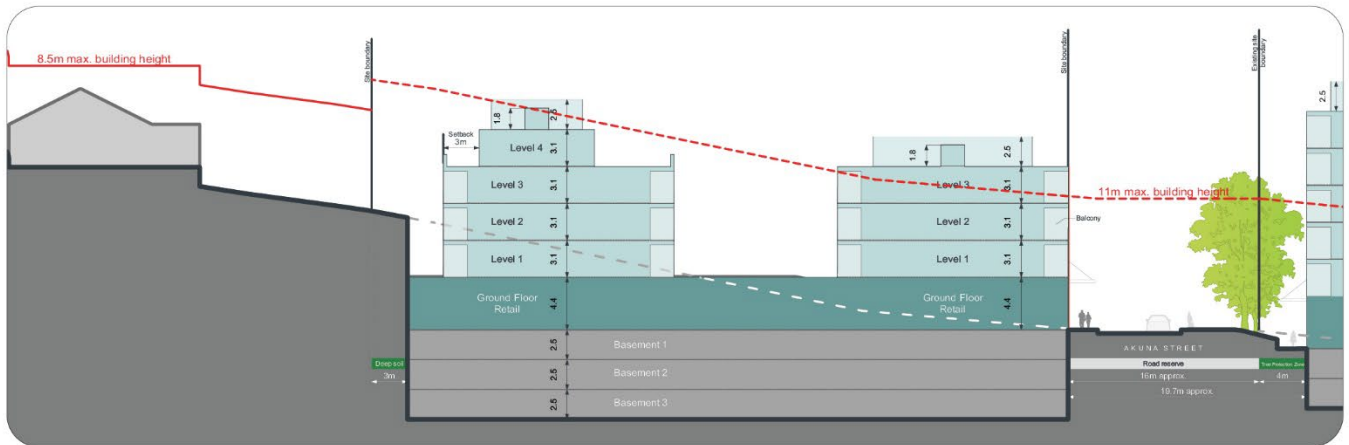 8.5m max. building height
Site boundary
Setback
3m
1.8
2.5
Level 4
3.1
Level 3
3.1
Level 2
3.1
Level 1
3.1
Ground Floor
Retail
4.4
1.8
2.5
Level 3
3.1
Level 2
3.1
Level 1
3.1
Ground Floor
Retail
4.4
Balcony
Site boundary
11m max. building height
Existing site
boundary
2.5
Basement 1
2.5
Basement 2
2.5
Basement 3
2.5
Deep soil
3m
AKUNA STREET
Road reserve
16m approx.
Tree Protection Zone
4m
19.7m approx.